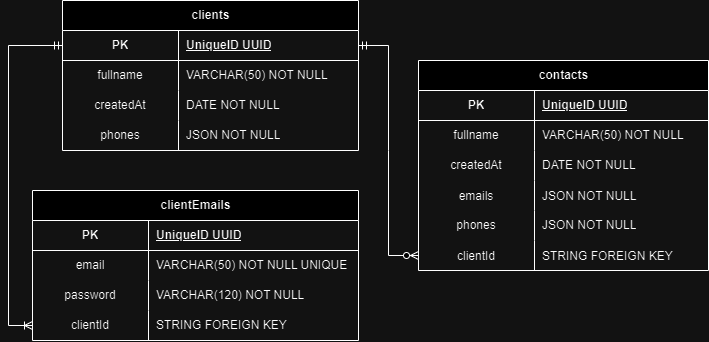 clients
PK UniqueID UUID
fullname VARCHAR(50) NOT NULL
createdAt DATE NOT NULL
phones JSON NOT NULL
contacts
PK UniqueID UUID
fullname VARCHAR(50) NOT NULL
createdAt DATE NOT NULL
emails JSON NOT NULL
phones JSON NOT NULL
clientId STRING FOREIGN KEY
clientEmails
PK UniqueID UUID
email VARCHAR(50) NOT NULL UNIQUE
password VARCHAR(120) NOT NULL
clientId STRING FOREIGN KEY